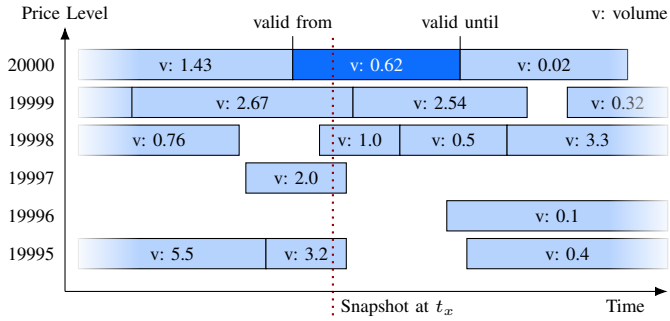 Price Level
valid from
valid until
v: volume
20000
v: 1.43
v: 0.62
v: 0.02
19999
v: 2.67
v: 2.54
v: 0.32
19998
v: 0.76
v: 1.0
v: 0.5
v: 3.3
19997
v: 2.0
19996
v: 0.1
19995
v: 5.5
v: 3.2
v: 0.4
Snapshot at tₓ
Time